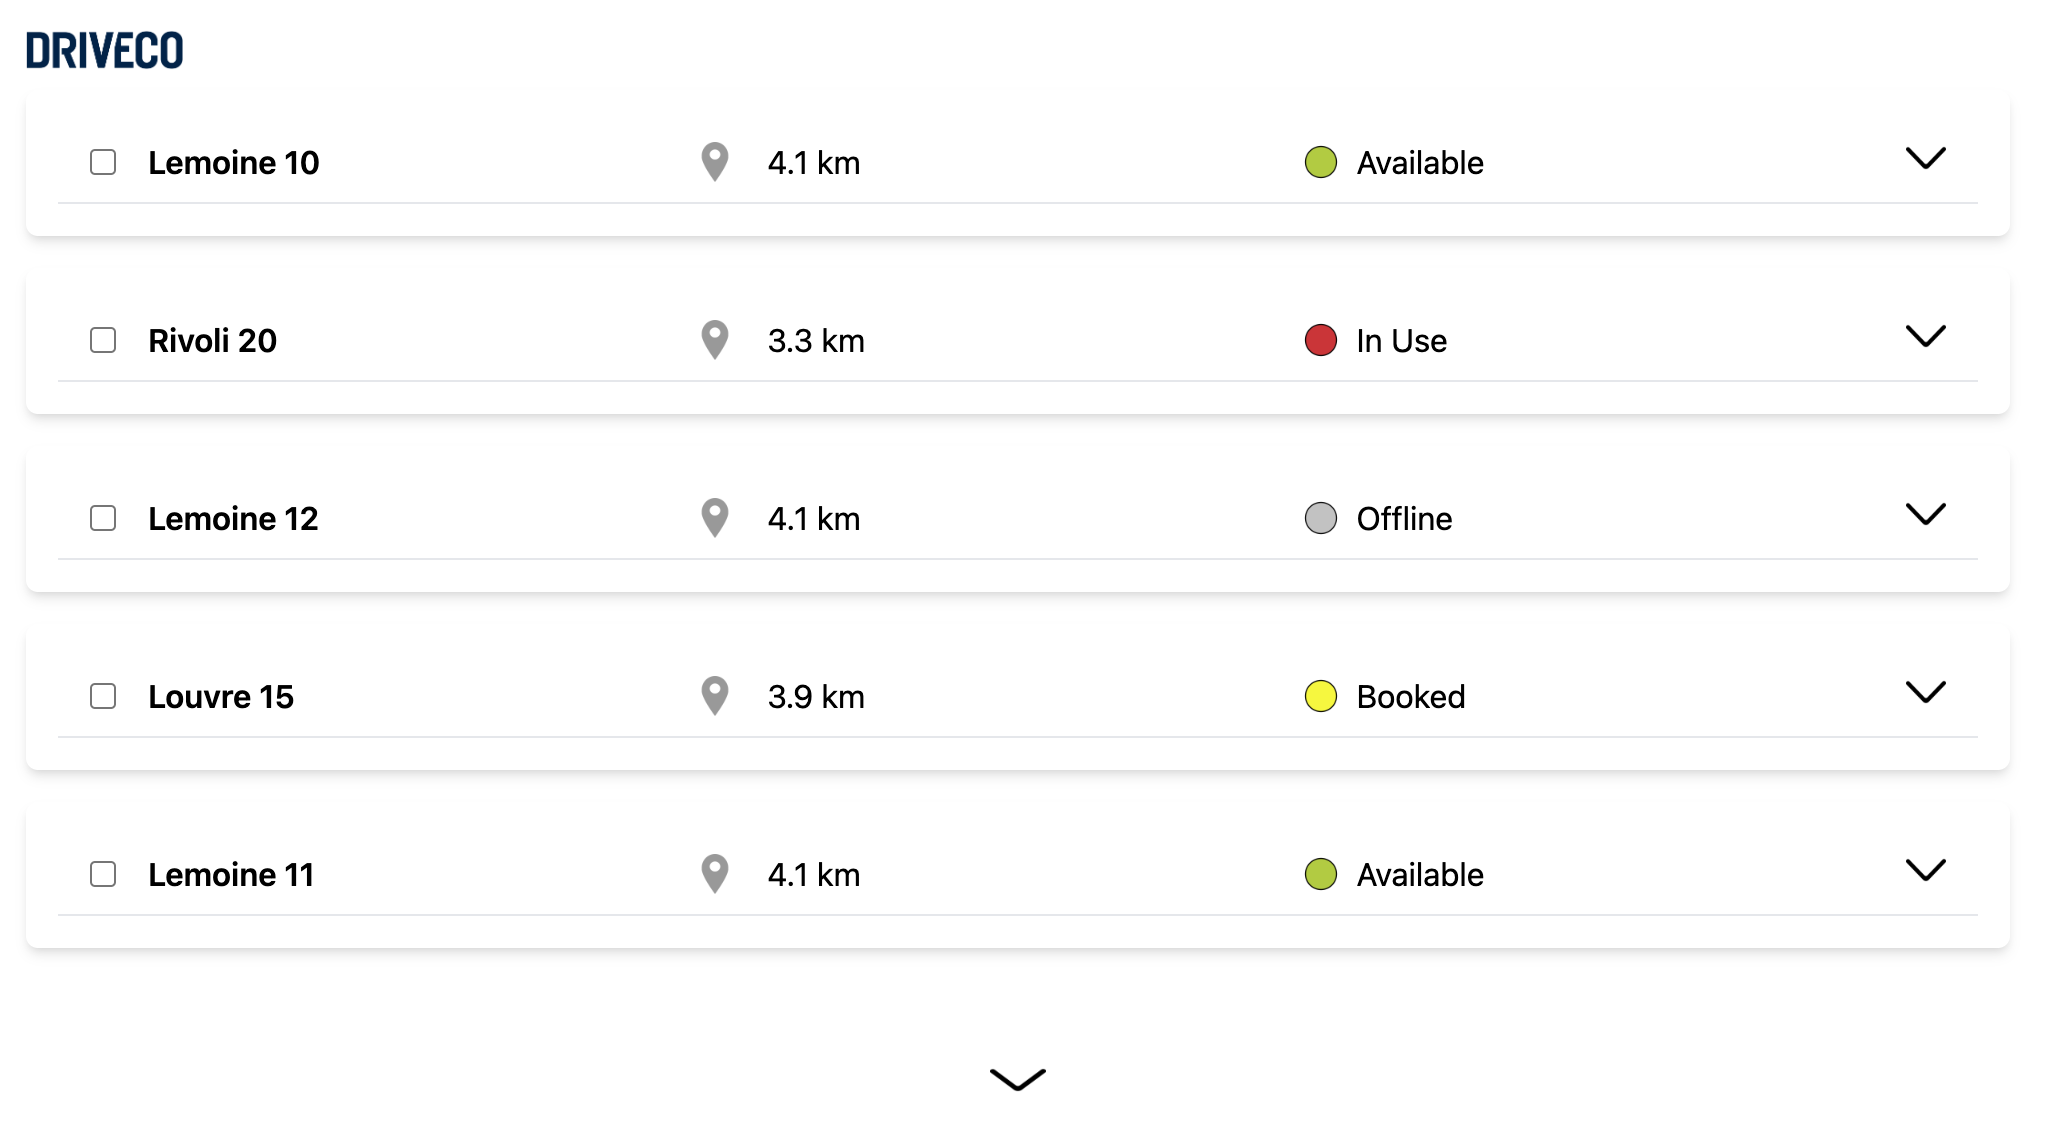 DRIVECO
Lemoine 10 4.1 km Available
Rivoli 20 3.3 km In Use
Lemoine 12 4.1 km Offline
Louvre 15 3.9 km Booked
Lemoine 11 4.1 km Available